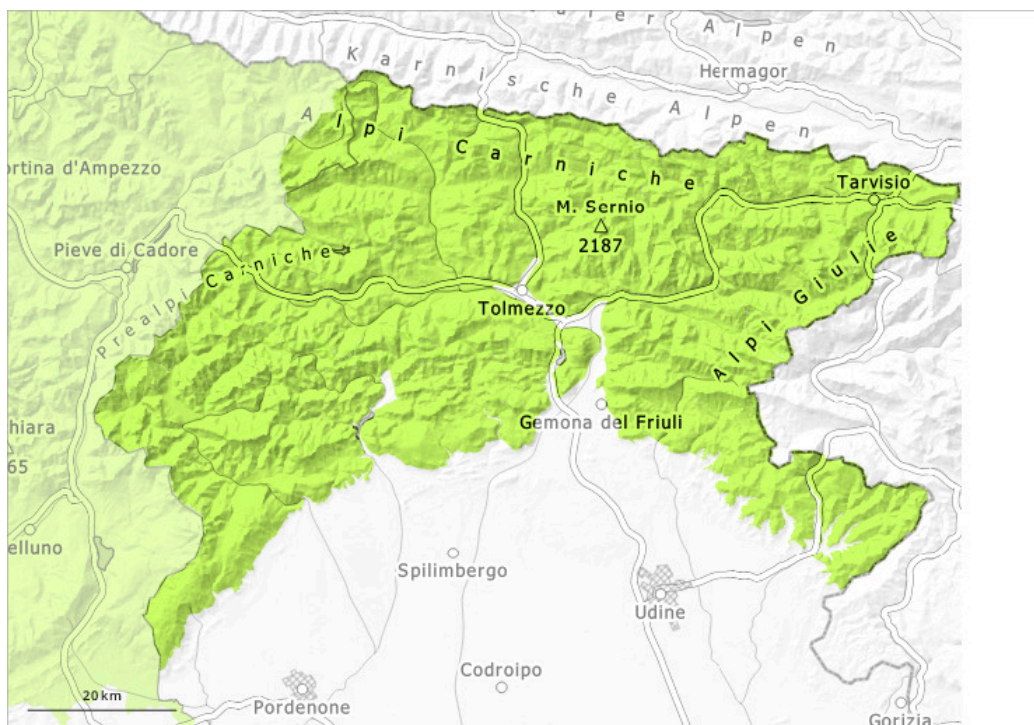 Alpen
Karnische Alpen
Hermagor
Alpi Carniche
ortina d'Ampezzo
Tarvisio
M. Sernio
2187
Pieve di Cadore
Prealpi Carniche
Alpi Giulie
Tolmezzo
Gemona del Friuli
hiara
65
elluno
Spilimbergo
Udine
Codroipo
20 km
Pordenone
Gorizia